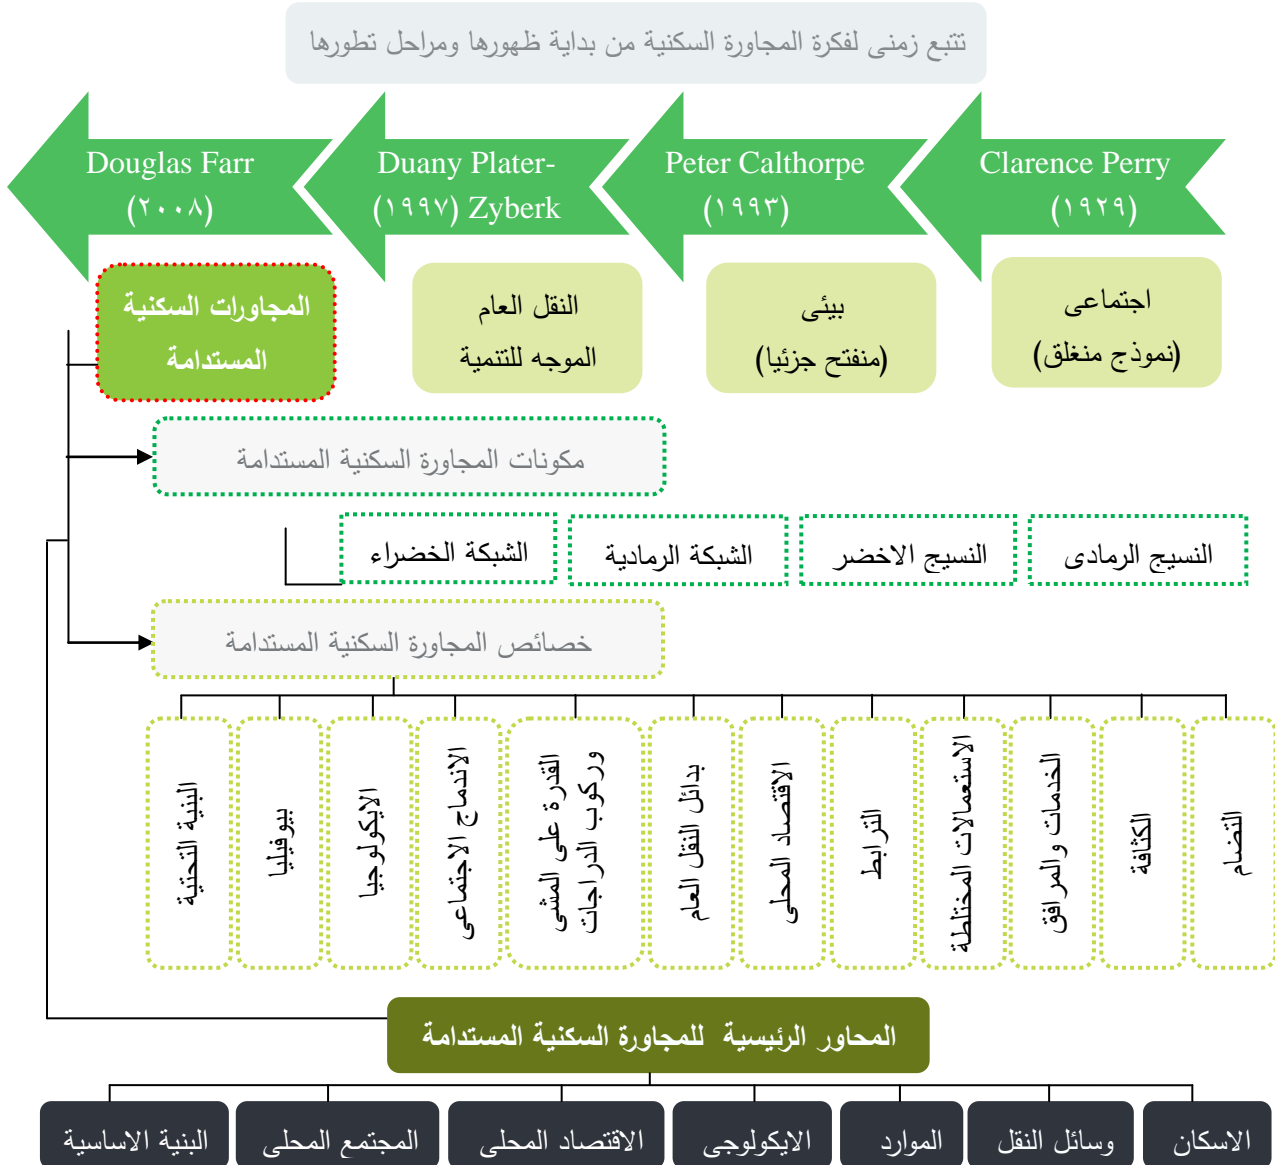 تتبع زمنى لفكرة المجاورة السكنية من بداية ظهورها ومراحل تطورها
Clarence Perry
(١٩٢٩)
Peter Calthorpe
(١٩٩٣)
Duany Plater-
Zyberk (١٩٩٧)
Douglas Farr
(٢٠٠٨)
اجتماعى
(نموذج منغلق)
بيئى
(منفتح جزئيا)
النقل العام
الموجه للتنمية
المجاورات السكنية
المستدامة
مكونات المجاورة السكنية المستدامة
النسيج الرمادى
النسيج الاخضر
الشبكة الرمادية
الشبكة الخضراء
خصائص المجاورة السكنية المستدامة
التضام
الكثافة
الخدمات والمرافق
الاستعمالات المختلطة
الترابط
الاقتصاد المحلى
بدائل النقل العام
القدرة على المشى
وركوب الدراجات
الاندماج الاجتماعى
الايكولوجيا
بيوفيليا
البنية التحتية
المحاور الرئيسية للمجاورة السكنية المستدامة
الاسكان
وسائل النقل
الموارد
الايكولوجى
الاقتصاد المحلى
المجتمع المحلى
البنية الاساسية